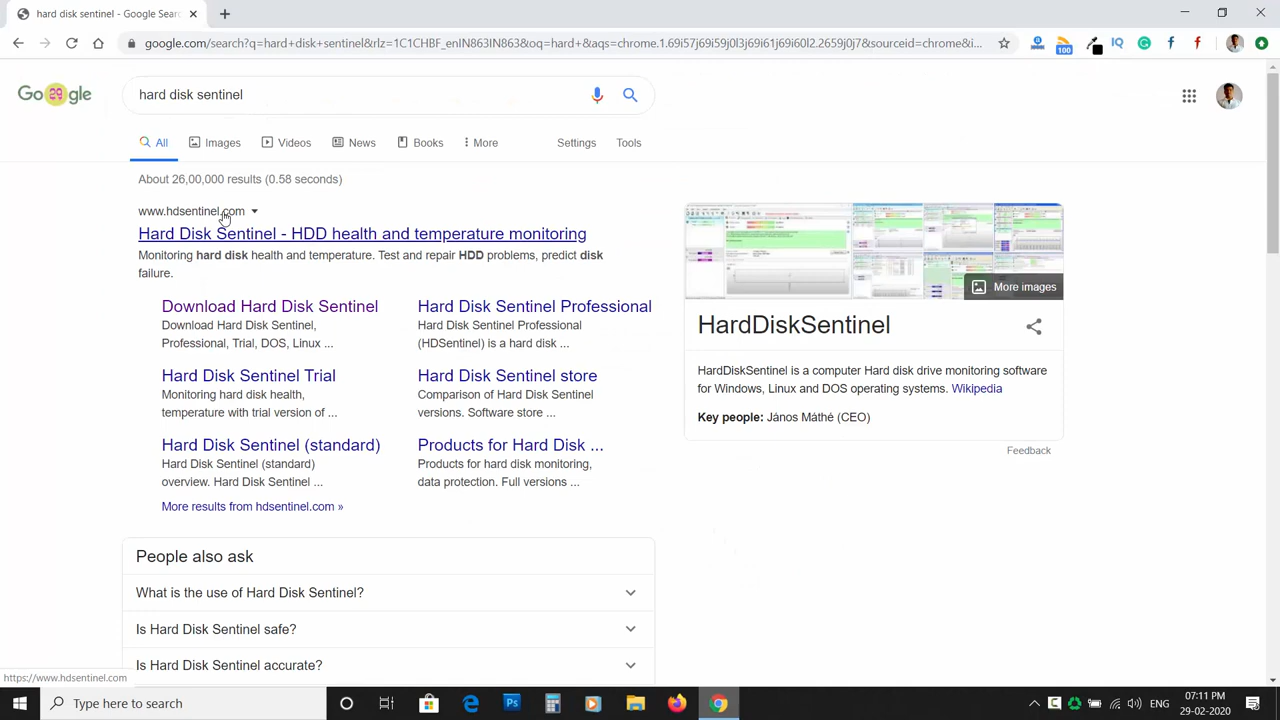 hard disk sentinel - Google Sear
google.com/search?q=hard+disk+sentinel&rlz=1C1CHBF_enIN863IN863&oq=hard+&aqs=chrome.1.69i57j69i59j0l3j69i61j69i60l2.2659j0j7&sourceid=chrome&i...
100
IQ
Go29gle
hard disk sentinel
All
Images
Videos
News
Books
More
Settings
Tools
About 26,00,000 results (0.58 seconds)
www.hdsentinel.com
Hard Disk Sentinel - HDD health and temperature monitoring
Monitoring hard disk health and temperature. Test and repair HDD problems, predict disk
failure.
Download Hard Disk Sentinel
Download Hard Disk Sentinel,
Professional, Trial, DOS, Linux ...
Hard Disk Sentinel Professional
Hard Disk Sentinel Professional
(HDSentinel) is a hard disk ...
Hard Disk Sentinel Trial
Monitoring hard disk health,
temperature with trial version of ...
Hard Disk Sentinel store
Comparison of Hard Disk Sentinel
versions. Software store ...
Hard Disk Sentinel (standard)
Hard Disk Sentinel (standard)
overview. Hard Disk Sentinel ...
Products for Hard Disk ...
Products for hard disk monitoring,
data protection. Full versions ...
More results from hdsentinel.com »
More images
HardDiskSentinel
HardDiskSentinel is a computer Hard disk drive monitoring software
for Windows, Linux and DOS operating systems. Wikipedia
Key people: János Máthé (CEO)
Feedback
People also ask
What is the use of Hard Disk Sentinel?
Is Hard Disk Sentinel safe?
Is Hard Disk Sentinel accurate?
https://www.hdsentinel.com
Type here to search
Ps
ENG
07:11 PM
29-02-2020